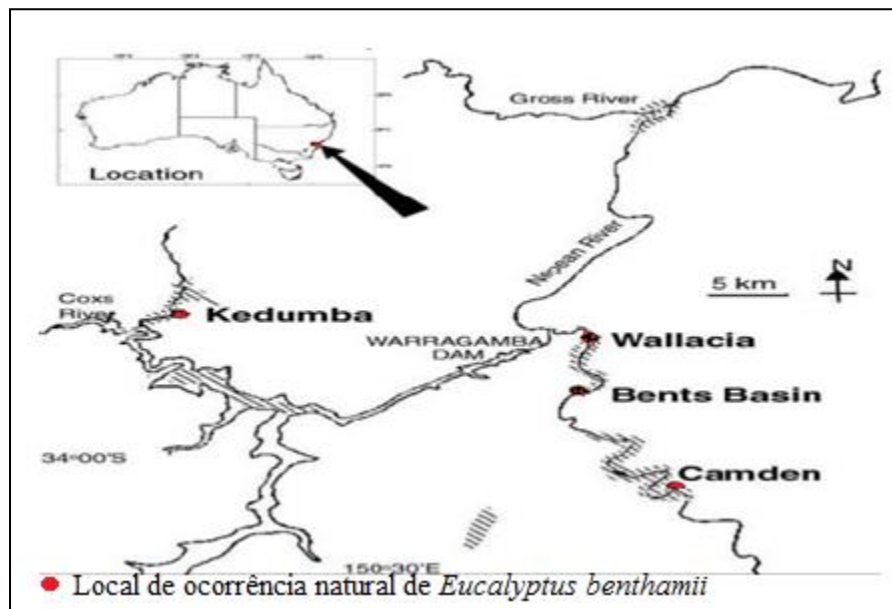 Location
Gross River
Nepean River
5 km
N
Coxs
River
Kedumba
WARRAGAMBA
DAM
Wallacia
Bents Basin
Camden
34°00'S
150°30'E
Local de ocorrência natural de Eucalyptus benthamii